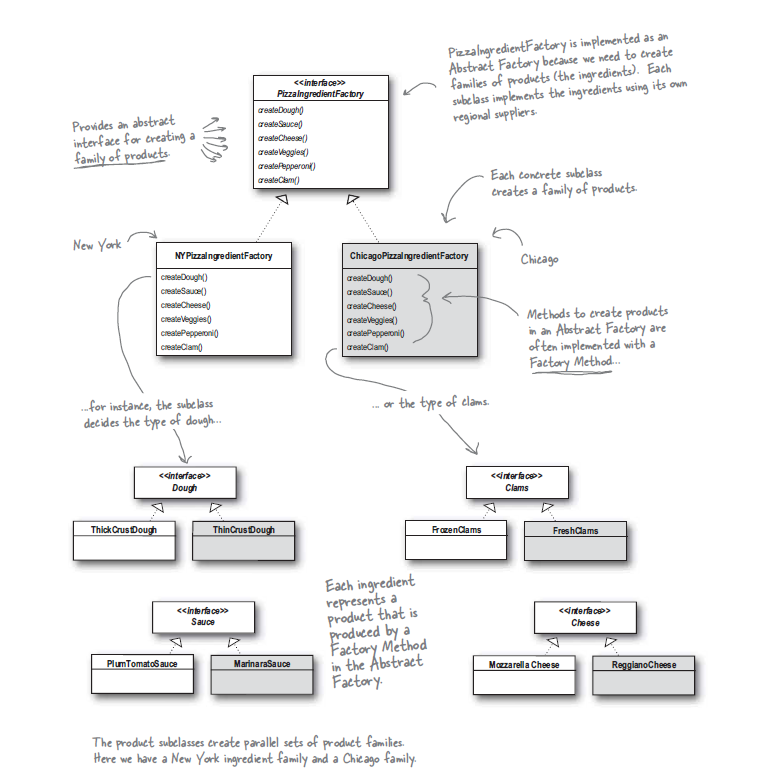 PizzaIngredientFactory is implemented as an
Abstract Factory because we need to create
families of products (the ingredients). Each
subclass implements the ingredients using its own
regional suppliers.
<<interface>>
PizzaIngredientFactory
createDough()
createSauce()
createCheese()
createVeggies()
createPepperoni()
createClam()
Provides an abstract
interface for creating a
family of products.
Each concrete subclass
creates a family of products.
New York
Chicago
NYPizzaIngredientFactory
createDough()
createSauce()
createCheese()
createVeggies()
createPepperoni()
createClam()
ChicagoPizzaIngredientFactory
createDough()
createSauce()
createCheese()
createVeggies()
createPepperoni()
createClam()
Methods to create products
in an Abstract Factory are
often implemented with a
Factory Method...
...for instance, the subclass
decides the type of dough...
... or the type of clams.
<<interface>>
Dough
ThickCrustDough
ThinCrustDough
<<interface>>
Clams
FrozenClams
FreshClams
<<interface>>
Sauce
PlumTomatoSauce
MarinaraSauce
Each ingredient
represents a
product that is
produced by a
Factory Method
in the Abstract
Factory.
<<interface>>
Cheese
Mozzarella Cheese
ReggianoCheese
The product subclasses create parallel sets of product families.
Here we have a New York ingredient family and a Chicago family.